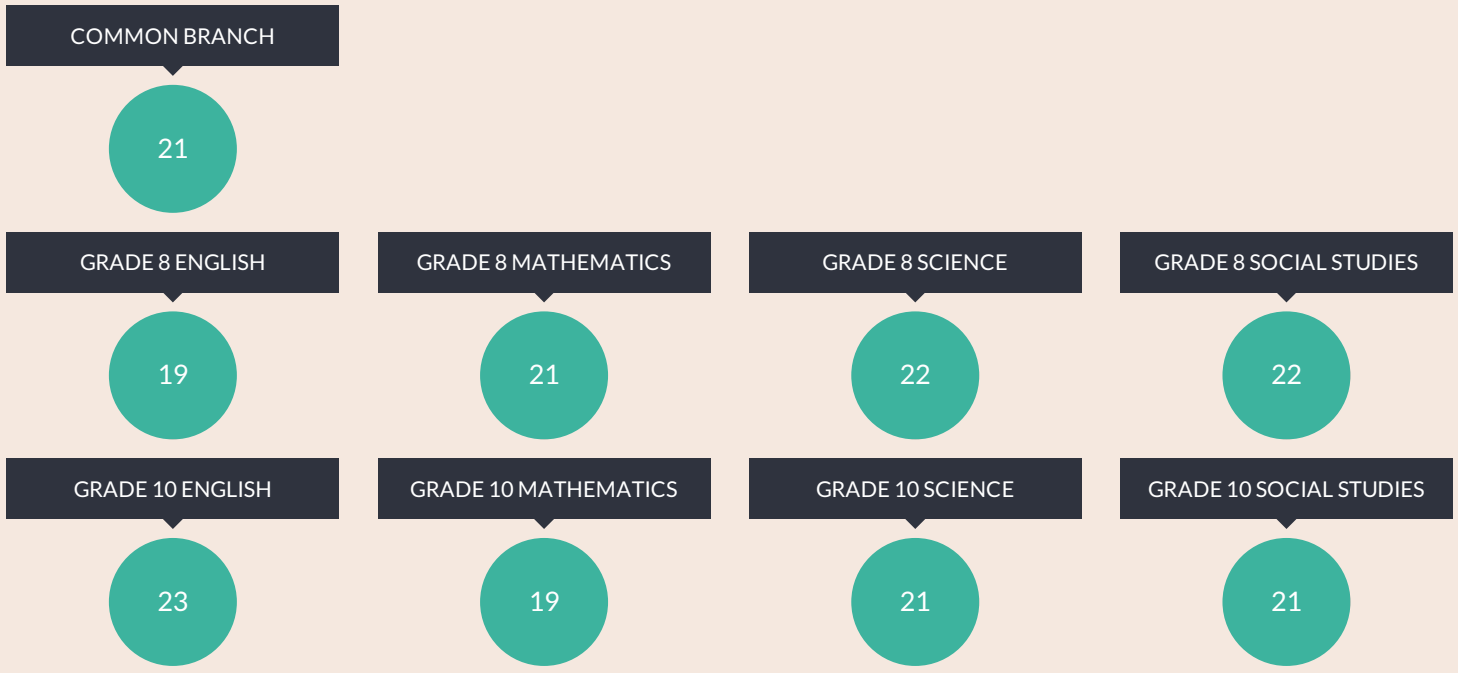 COMMON BRANCH
21
GRADE 8 ENGLISH
GRADE 8 MATHEMATICS
GRADE 8 SCIENCE
GRADE 8 SOCIAL STUDIES
19
21
22
22
GRADE 10 ENGLISH
GRADE 10 MATHEMATICS
GRADE 10 SCIENCE
GRADE 10 SOCIAL STUDIES
23
19
21
21